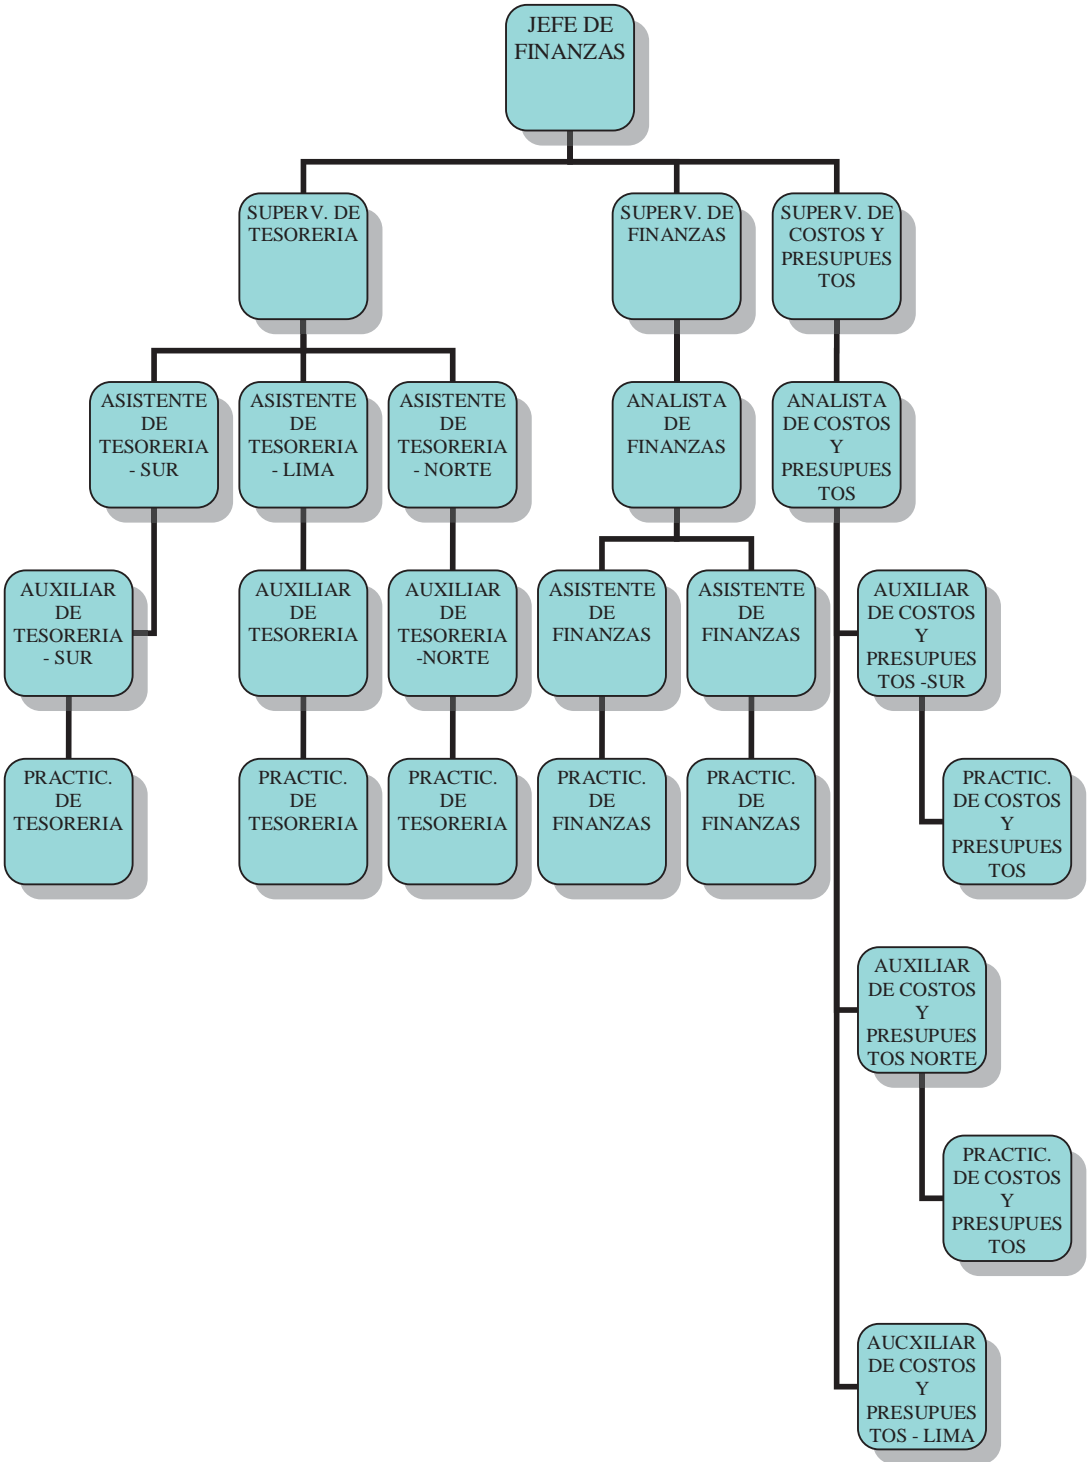 JEFE DE
FINANZAS
SUPERV. DE
TESORERIA
SUPERV. DE
FINANZAS
SUPERV. DE
COSTOS Y
PRESUPUES
TOS
ASISTENTE
DE
TESORERIA
- SUR
ASISTENTE
DE
TESORERIA
- LIMA
ASISTENTE
DE
TESORERIA
- NORTE
ANALISTA
DE
FINANZAS
ANALISTA
DE COSTOS
Y
PRESUPUES
TOS
AUXILIAR
DE
TESORERIA
- SUR
AUXILIAR
DE
TESORERIA
AUXILIAR
DE
TESORERIA
-NORTE
ASISTENTE
DE
FINANZAS
ASISTENTE
DE
FINANZAS
AUXILIAR
DE COSTOS
Y
PRESUPUES
TOS -SUR
PRACTIC.
DE
TESORERIA
PRACTIC.
DE
TESORERIA
PRACTIC.
DE
TESORERIA
PRACTIC.
DE
FINANZAS
PRACTIC.
DE
FINANZAS
PRACTIC.
DE COSTOS
Y
PRESUPUES
TOS
AUXILIAR
DE COSTOS
Y
PRESUPUES
TOS NORTE
PRACTIC.
DE COSTOS
Y
PRESUPUES
TOS
AUCXILIAR
DE COSTOS
Y
PRESUPUES
TOS - LIMA